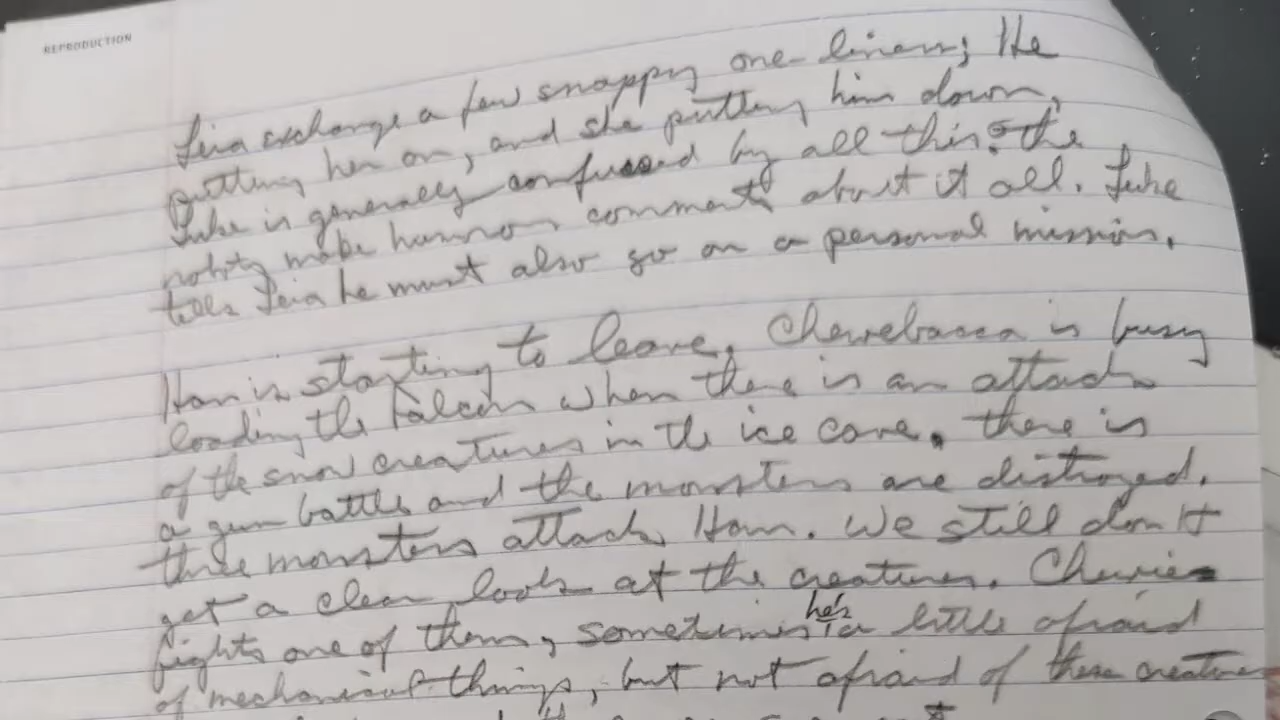 REPRODUCTION
Leia exchange a few snappy one-liners; He
putting her on, and she putting him down,
Luke is generally confused by all this. the
make humorous comments about it all. Luke
tells Leia he must also go on a personal mission.
Han is starting to leave. Chewebacca is busy
loading the Falcon when there is an attack
of the snow creatures in the ice cave. there is
a gun battle and the monsters are distroyed.
three monsters attack Han. We still don't
get a clear look at the creatures. Chewie
fights one of them, sometimes he's a little afraid
of mechanical things, but not afraid of these creatures